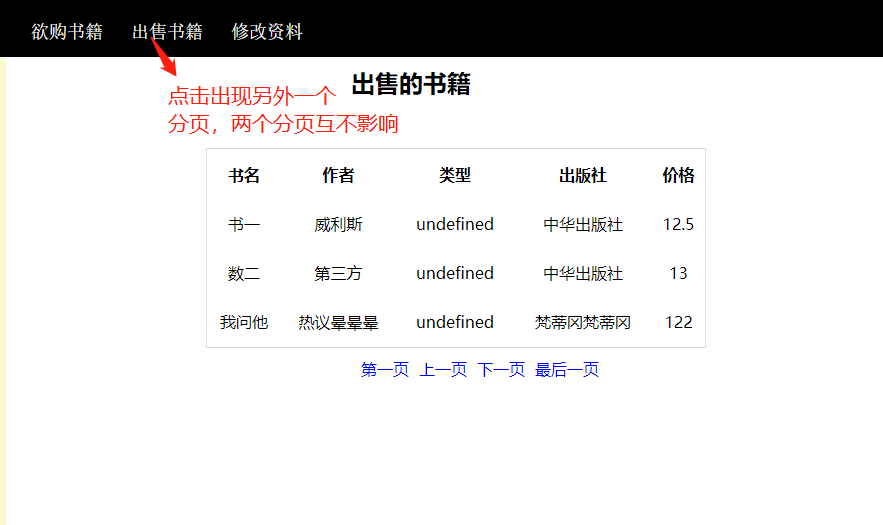 欲购书籍 出售书籍 修改资料
点击出现另外一个
分页，两个分页互不影响
出售的书籍
书名 作者 类型 出版社 价格
书一 威利斯 undefined 中华出版社 12.5
数二 第三方 undefined 中华出版社 13
我问他 热议晕晕晕 undefined 梵蒂冈梵蒂冈 122
第一页 上一页 下一页 最后一页